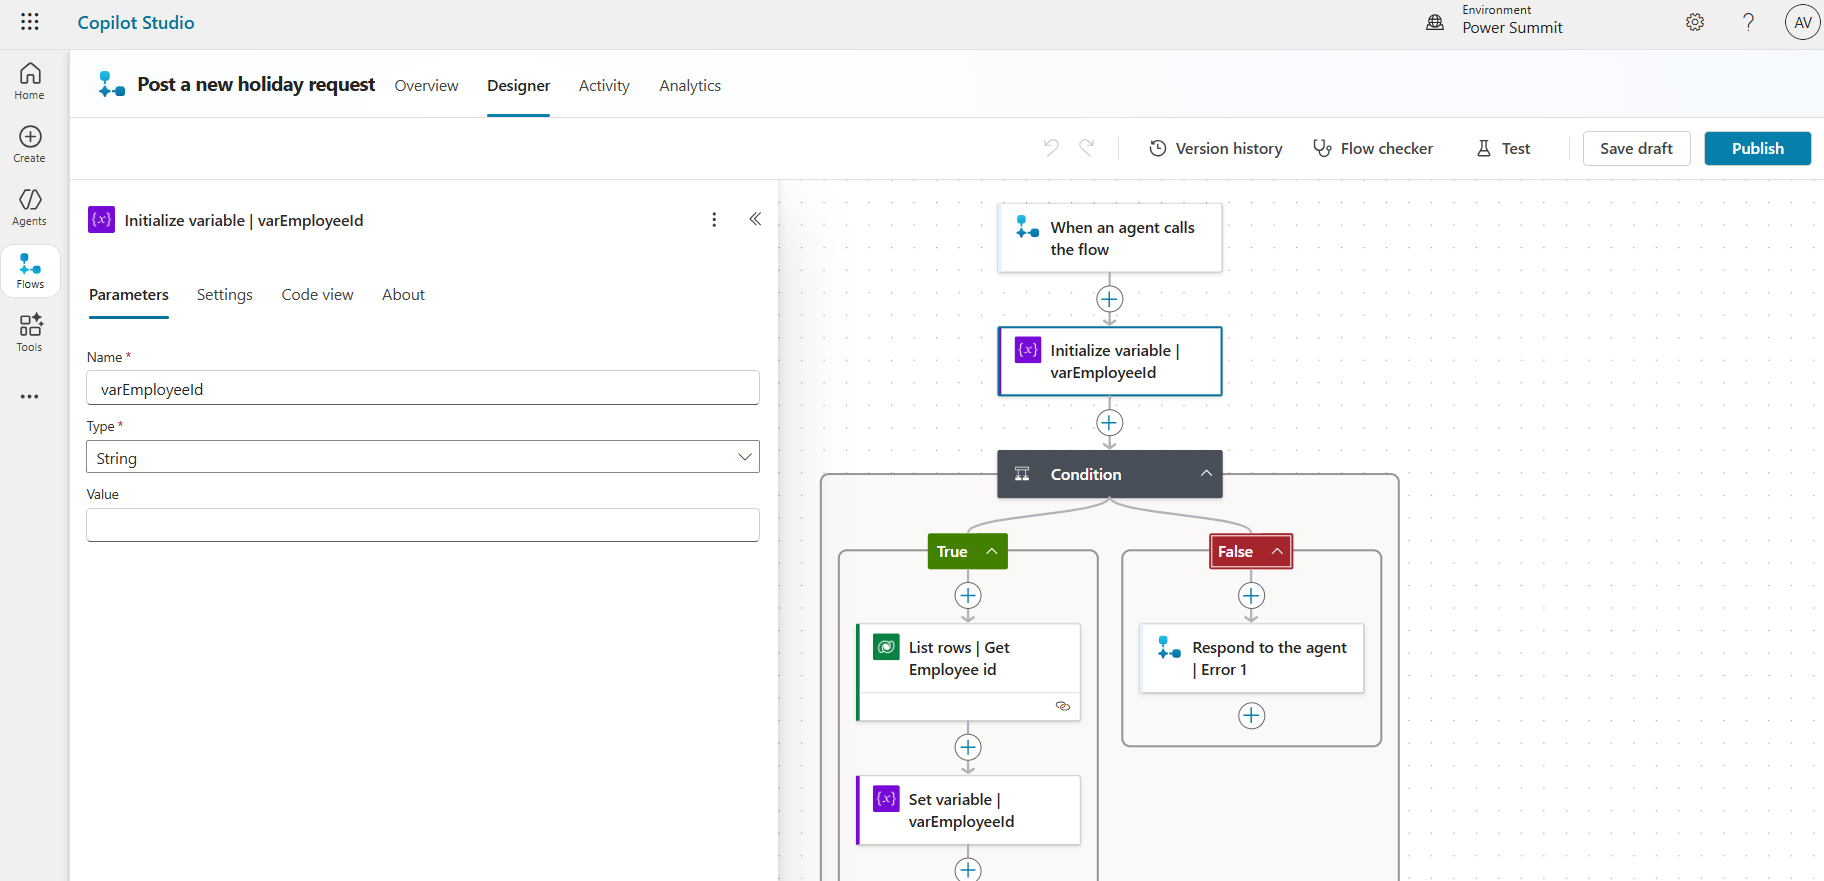 Copilot Studio
Environment
Power Summit
AV
Home
Create
Agents
Flows
Tools
Post a new holiday request
Overview
Designer
Activity
Analytics
Version history
Flow checker
Test
Save draft
Publish
{x} Initialize variable | varEmployeeId
Parameters
Settings
Code view
About
Name *
varEmployeeId
Type *
String
Value
When an agent calls
the flow
{x} Initialize variable |
varEmployeeId
Condition
True
False
List rows | Get
Employee id
Respond to the agent
| Error 1
{x} Set variable |
varEmployeeId